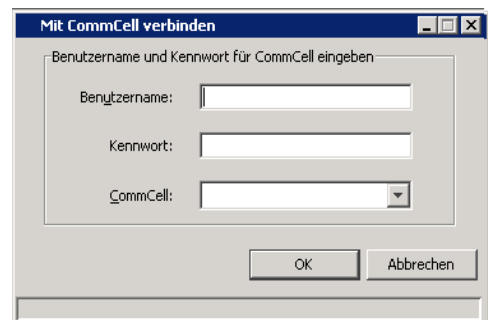 Mit CommCell verbinden
Benutzername und Kennwort für CommCell eingeben
Benutzername:
Kennwort:
CommCell:
OK Abbrechen